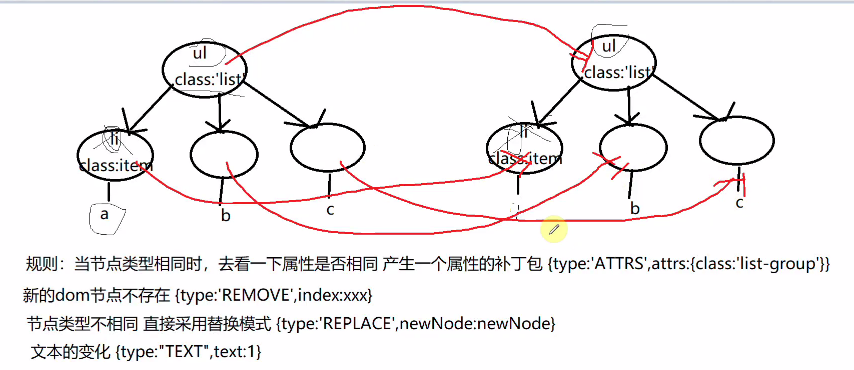 ul
class:'list'
ul
class:'list'
li
class:item
li
class:item
a
b
c
b
c
规则：当节点类型相同时，去看一下属性是否相同 产生一个属性的补丁包 {type:'ATTRS',attrs:{class:'list-group'}}
新的dom节点不存在 {type:'REMOVE',index:xxx}
节点类型不相同 直接采用替换模式 {type:'REPLACE',newNode:newNode}
文本的变化 {type:"TEXT",text:1}